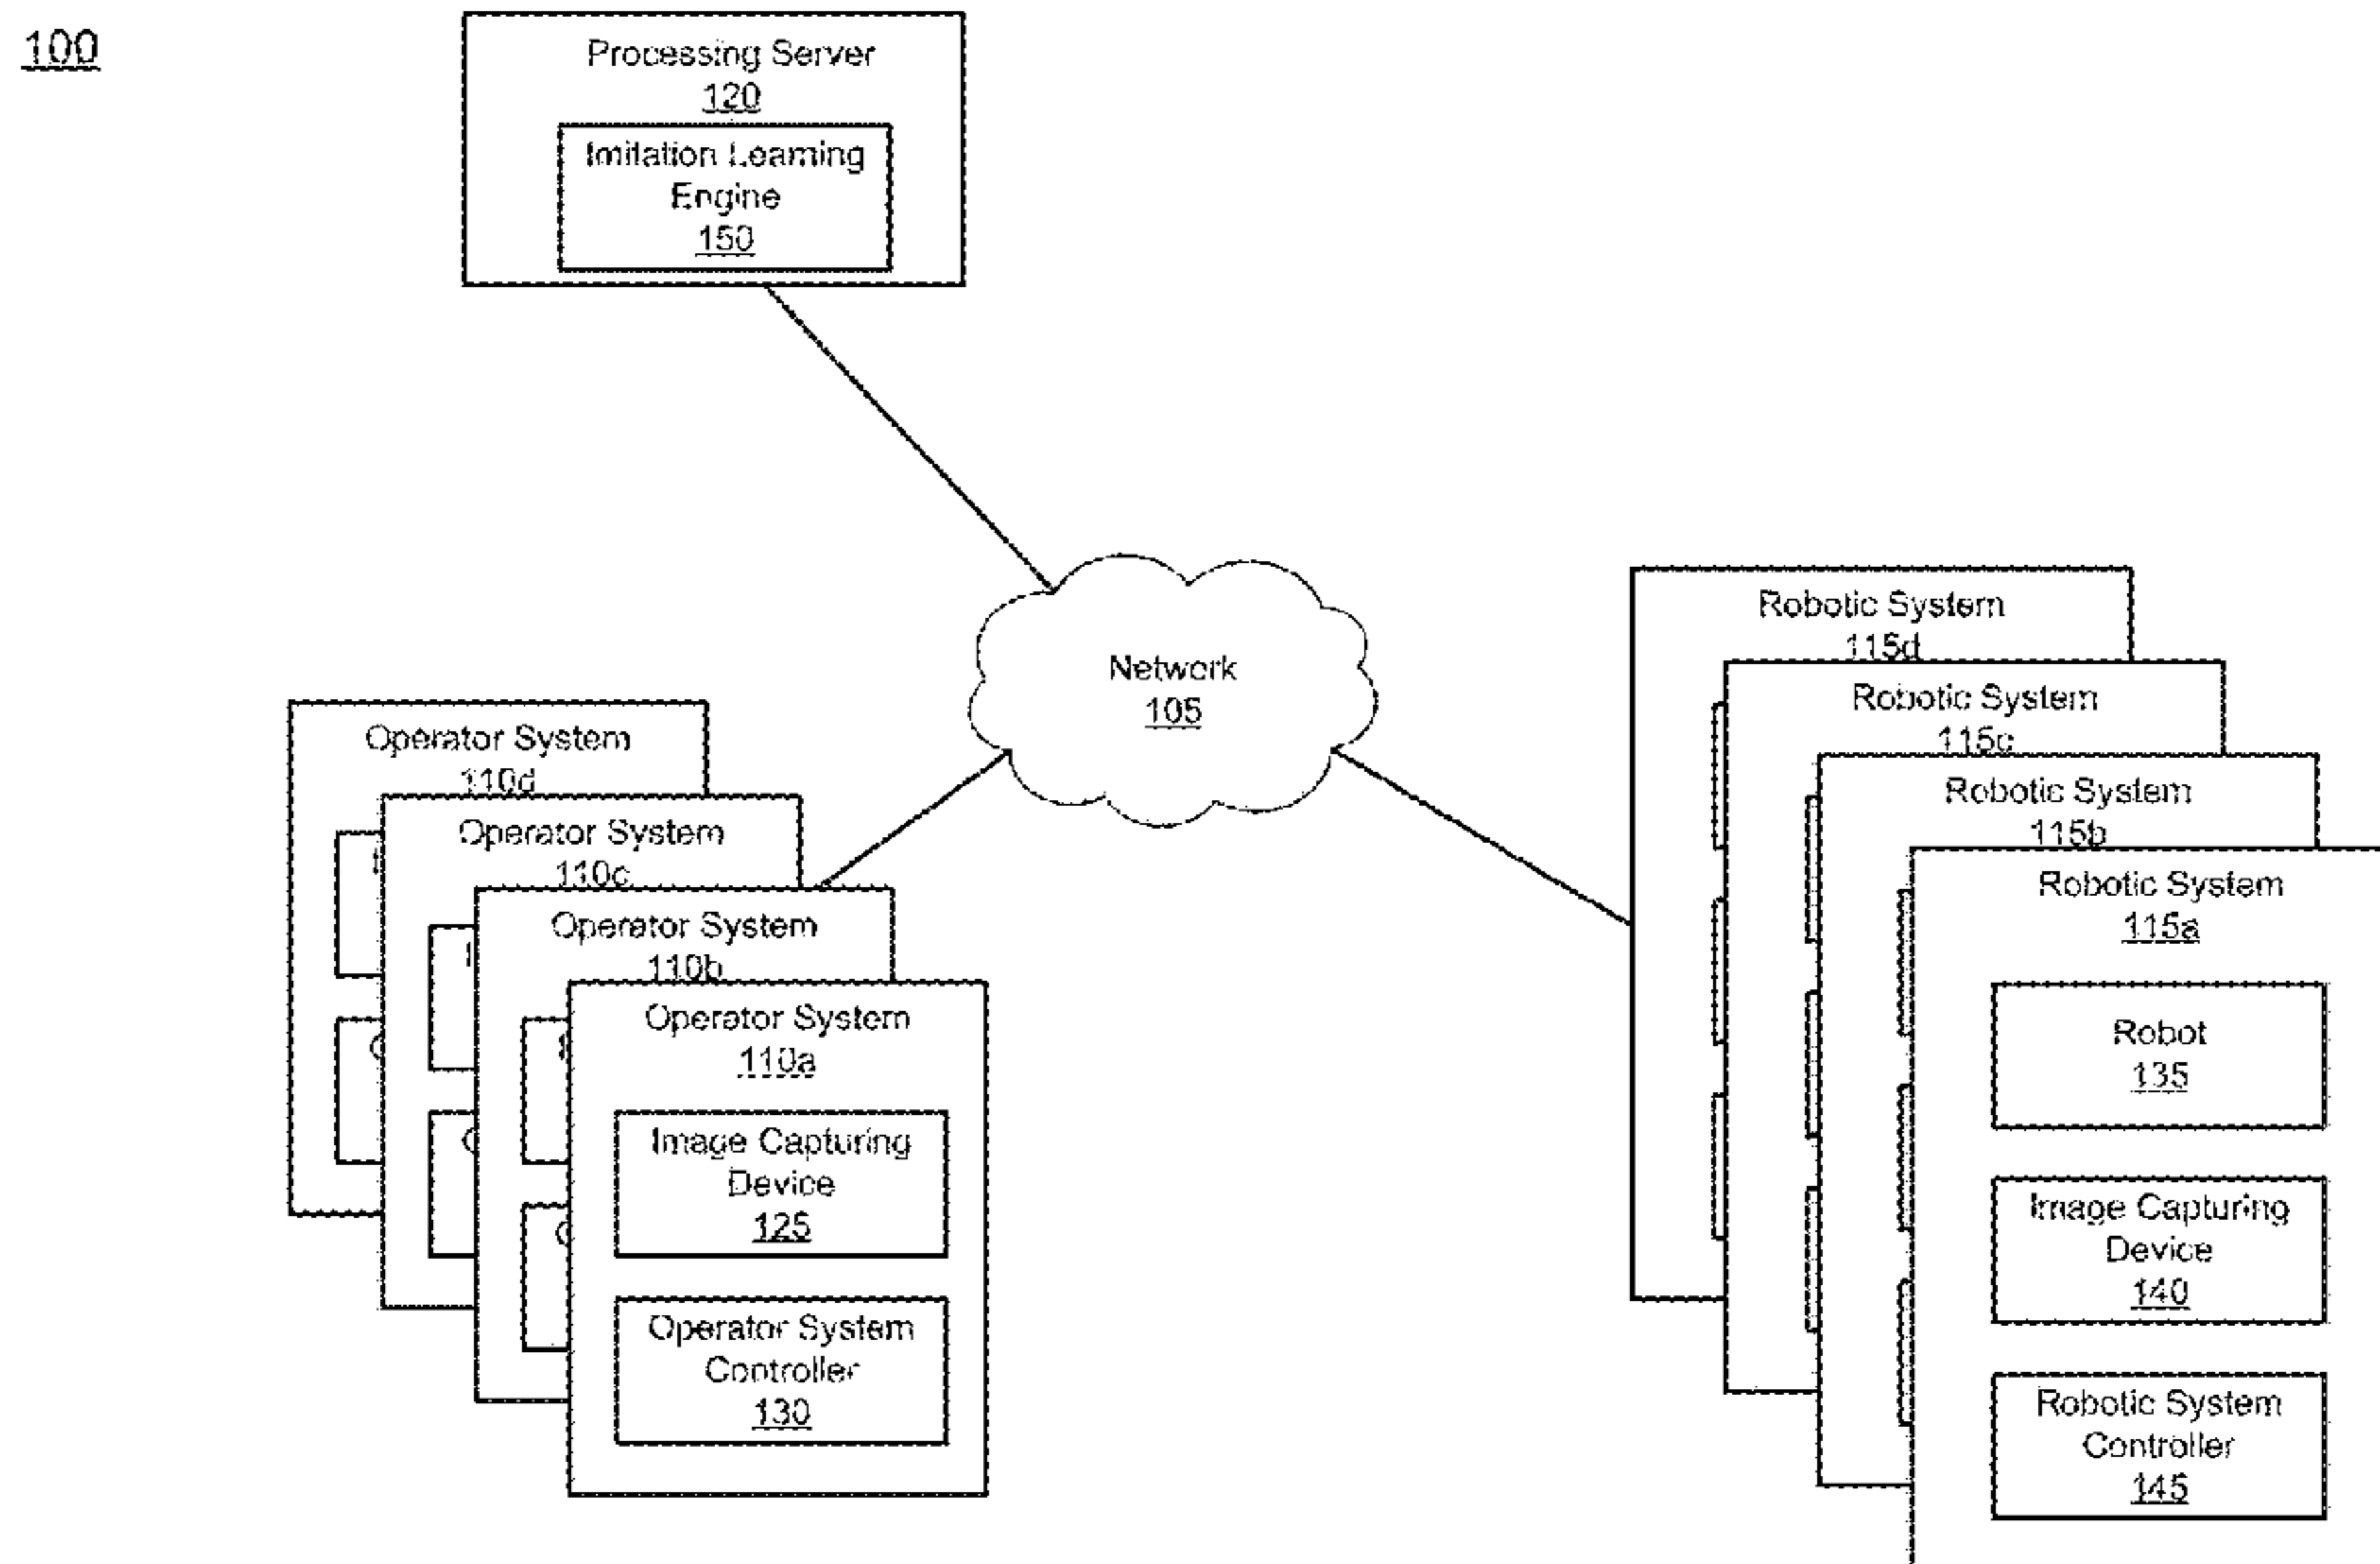 100
Processing Server
120
Imitation Learning
Engine
150
Network
105
Operator System
110d
Operator System
110c
Operator System
110b
Operator System
110a
Image Capturing
Device
125
Operator System
Controller
130
Robotic System
115d
Robotic System
115c
Robotic System
115b
Robotic System
115a
Robot
135
Image Capturing
Device
140
Robotic System
Controller
145